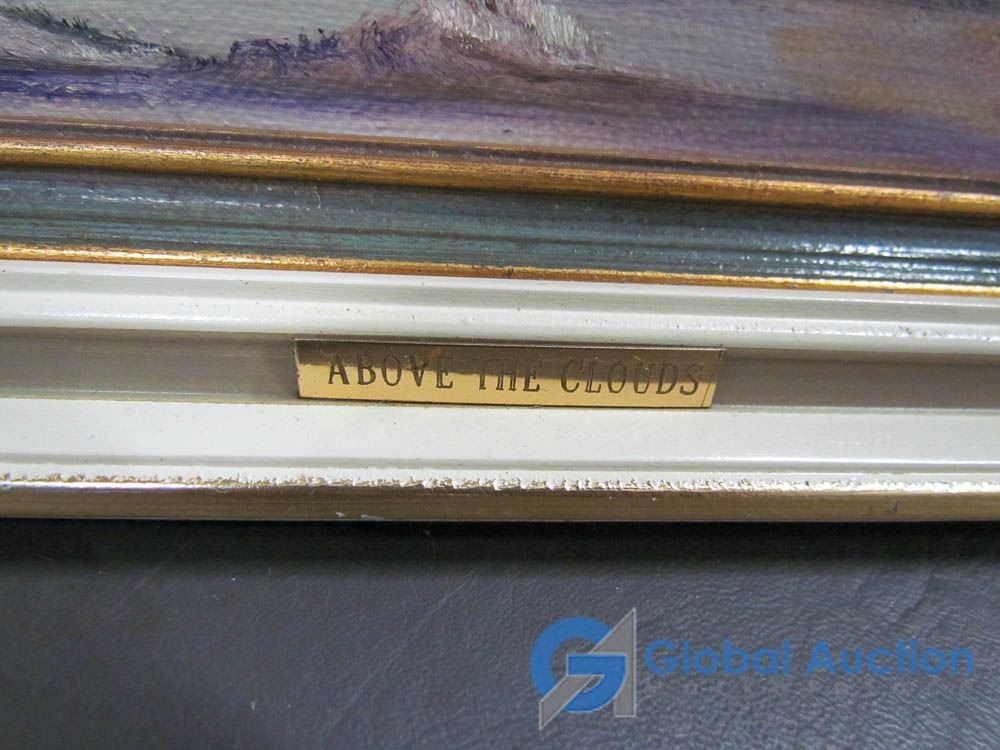 ABOVE THE CLOUDS
Global Auction